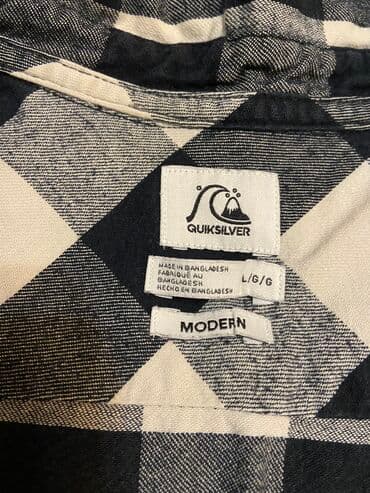 QUIKSILVER
MADE IN BANGLADESH
FABRIQUÉ AU
BANGLADESH
HECHO EN BANGLADESH
L/G/G
MODERN